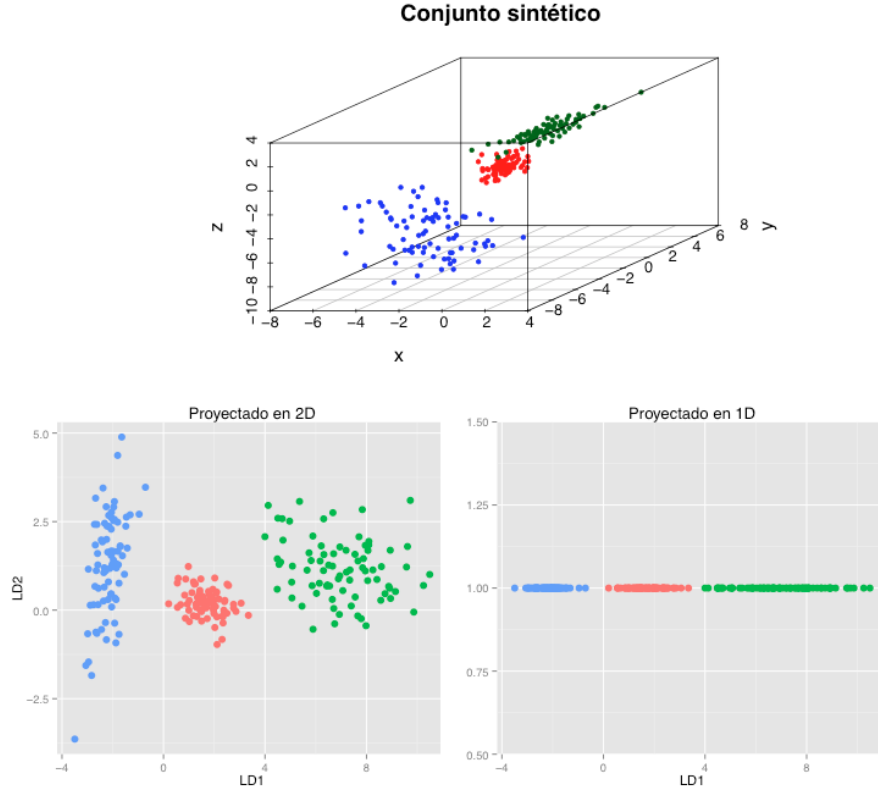 Conjunto sintético
4
2
0
−2
−4
−6
−8
−10
z
−8 −6 −4 −2 0 2 4
x
−8 −6 −4 −2 0 2 4 6 8
y
Proyectado en 2D
5.0
2.5
0.0
−2.5
LD2
−4 0 4 8
LD1
Proyectado en 1D
1.50
1.25
1.00
0.75
0.50
−4 0 4 8
LD1